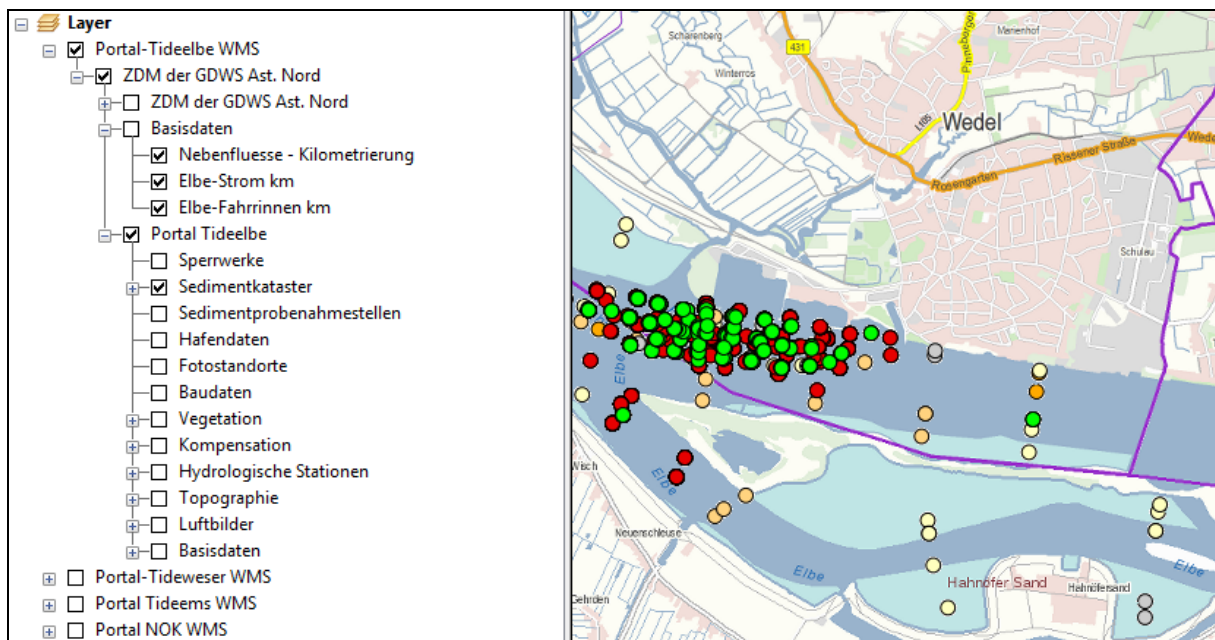 Layer
Portal-Tideelbe WMS
ZDM der GDWS Ast. Nord
ZDM der GDWS Ast. Nord
Basisdaten
Nebenfluesse - Kilometrierung
Elbe-Strom km
Elbe-Fahrrinnen km
Portal Tideelbe
Sperrwerke
Sedimentkataster
Sedimentprobenahmestellen
Hafendaten
Fotostandorte
Baudaten
Vegetation
Kompensation
Hydrologische Stationen
Topographie
Luftbilder
Basisdaten
Portal-Tideweser WMS
Portal Tideems WMS
Portal NOK WMS
Scharenberg
Marienhof
431
Pinneberger
Winterros
L105
Wedel
Wede
Rissener Straße
Rosengarten
Schulau
Elbe
Wisch
Elbe
Neuenschleuse
Elbe
Elbe
Hahnöfer Sand
Hahnöfersand
Gehrden